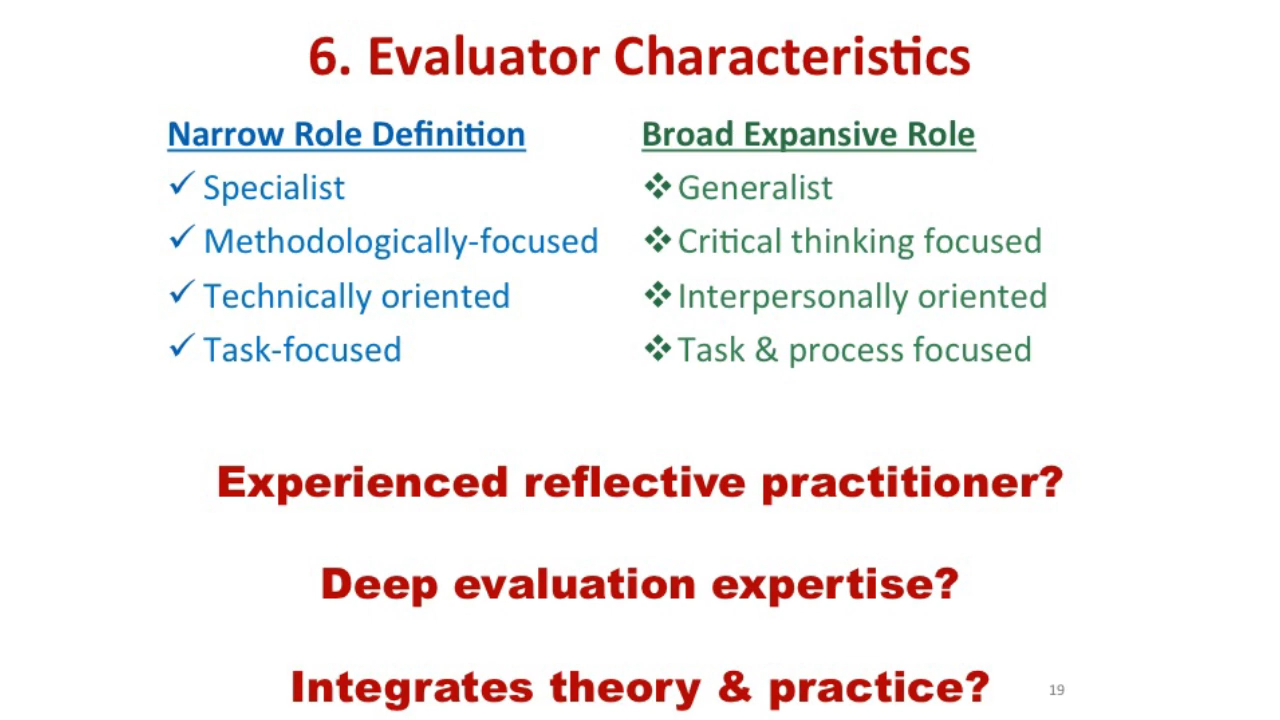 6. Evaluator Characteristics
Narrow Role Definition
✓ Specialist
✓ Methodologically-focused
✓ Technically oriented
✓ Task-focused
Broad Expansive Role
❖ Generalist
❖ Critical thinking focused
❖ Interpersonally oriented
❖ Task & process focused
Experienced reflective practitioner?
Deep evaluation expertise?
Integrates theory & practice?
19